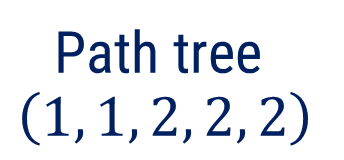 Path tree
(1, 1, 2, 2, 2)